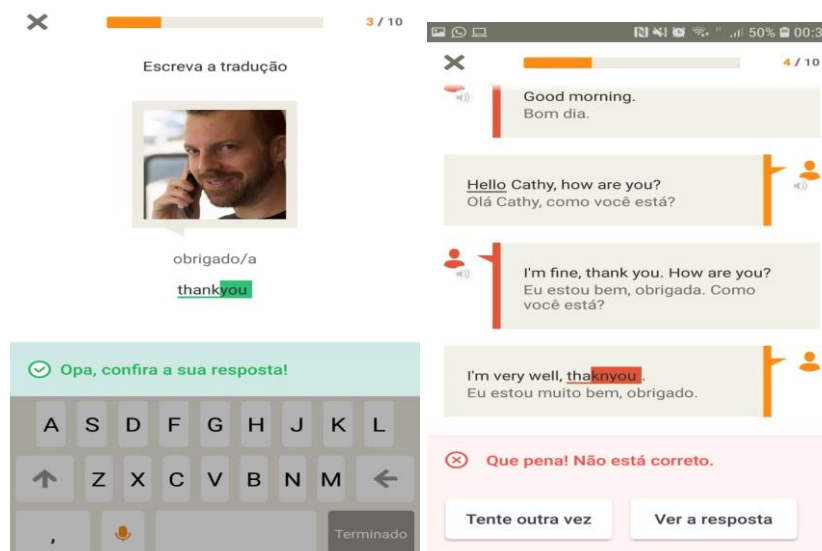 3 / 10
Escreva a tradução
obrigado/a
thankyou
Opa, confira a sua resposta!
A S D F G H J K L
Z X C V B N M
,
Terminado
50% 00:3
4 / 10
Good morning.
Bom dia.
Hello Cathy, how are you?
Olá Cathy, como você está?
I'm fine, thank you. How are you?
Eu estou bem, obrigada. Como
você está?
I'm very well, thaknyou .
Eu estou muito bem, obrigado.
Que pena! Não está correto.
Tente outra vez
Ver a resposta